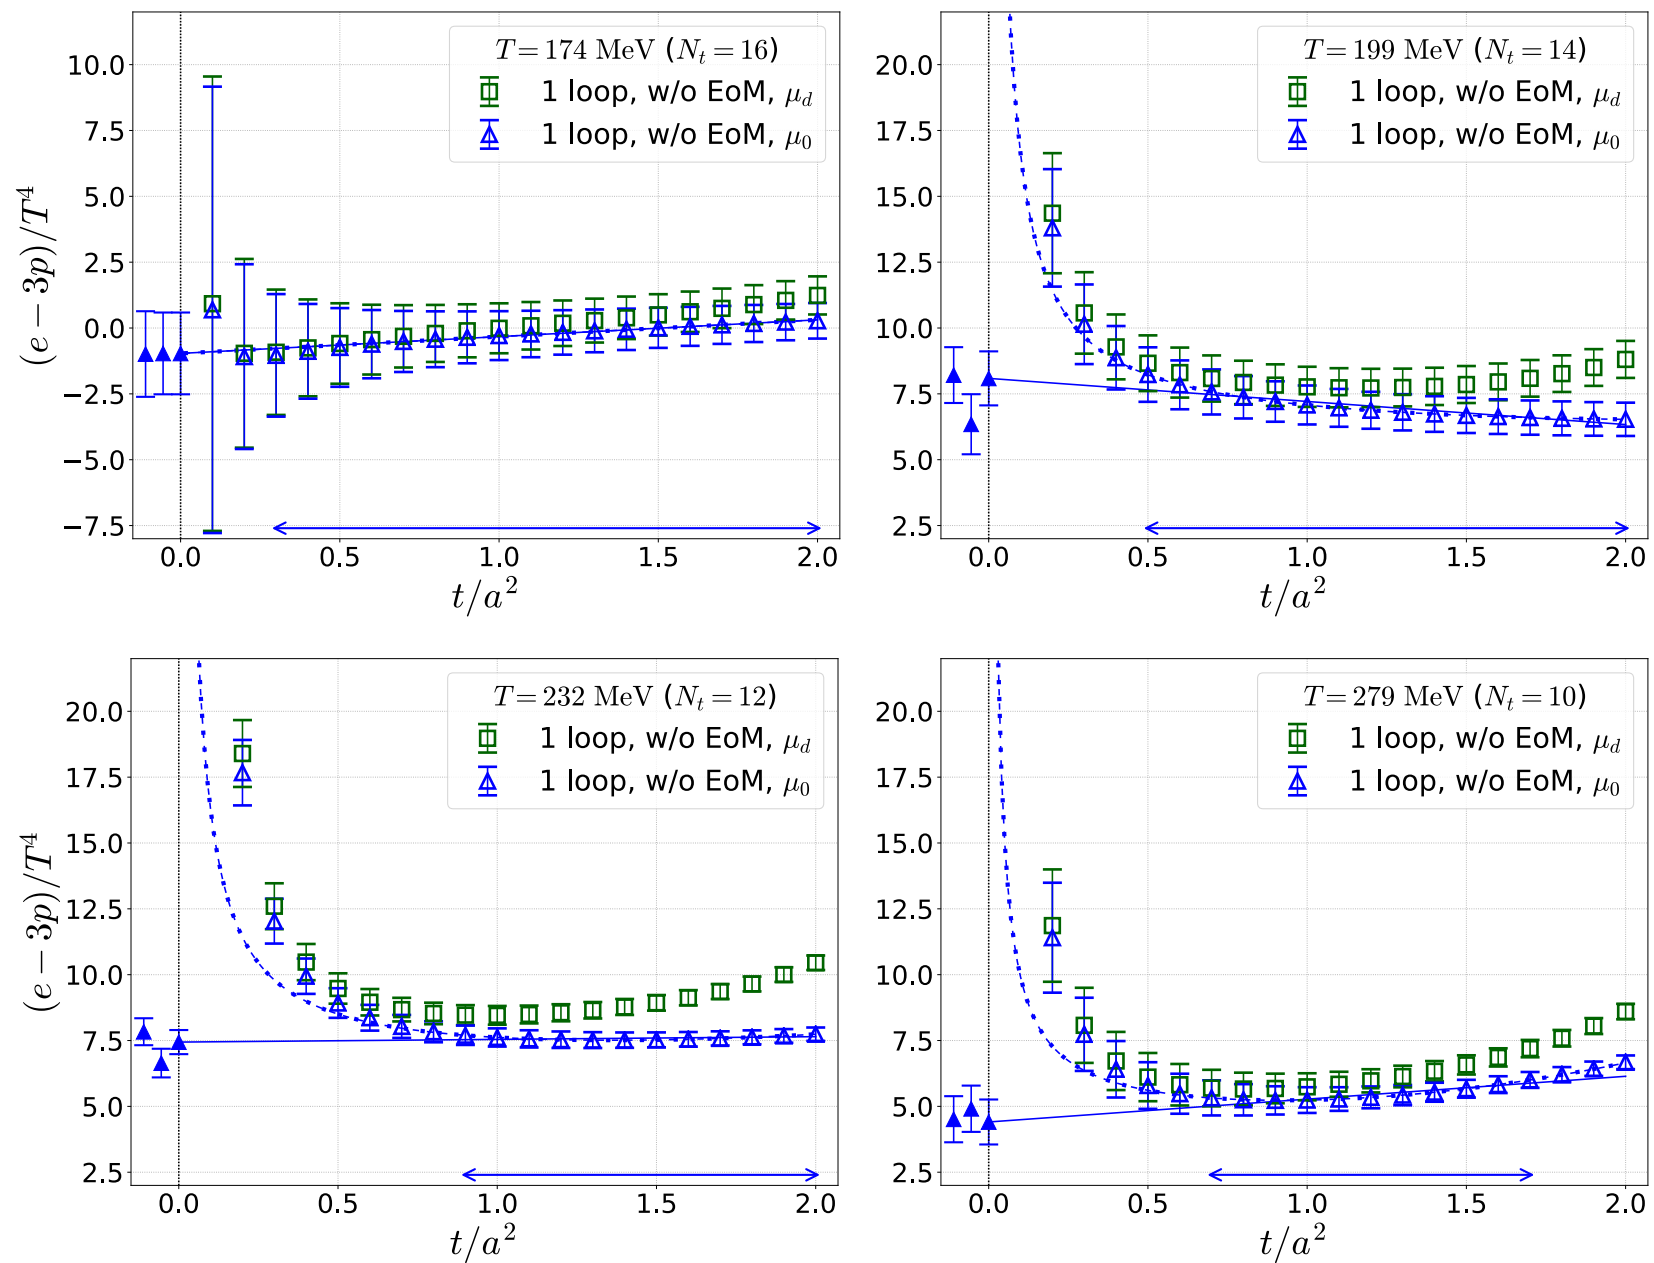 T = 174 MeV (N_t = 16)
1 loop, w/o EoM, μ_d
1 loop, w/o EoM, μ_0
(e − 3p)/T^4
10.0
7.5
5.0
2.5
0.0
−2.5
−5.0
−7.5
0.0 0.5 1.0 1.5 2.0
t/a^2
T = 199 MeV (N_t = 14)
1 loop, w/o EoM, μ_d
1 loop, w/o EoM, μ_0
20.0
17.5
15.0
12.5
10.0
7.5
5.0
2.5
0.0 0.5 1.0 1.5 2.0
t/a^2
T = 232 MeV (N_t = 12)
1 loop, w/o EoM, μ_d
1 loop, w/o EoM, μ_0
(e − 3p)/T^4
20.0
17.5
15.0
12.5
10.0
7.5
5.0
2.5
0.0 0.5 1.0 1.5 2.0
t/a^2
T = 279 MeV (N_t = 10)
1 loop, w/o EoM, μ_d
1 loop, w/o EoM, μ_0
20.0
17.5
15.0
12.5
10.0
7.5
5.0
2.5
0.0 0.5 1.0 1.5 2.0
t/a^2